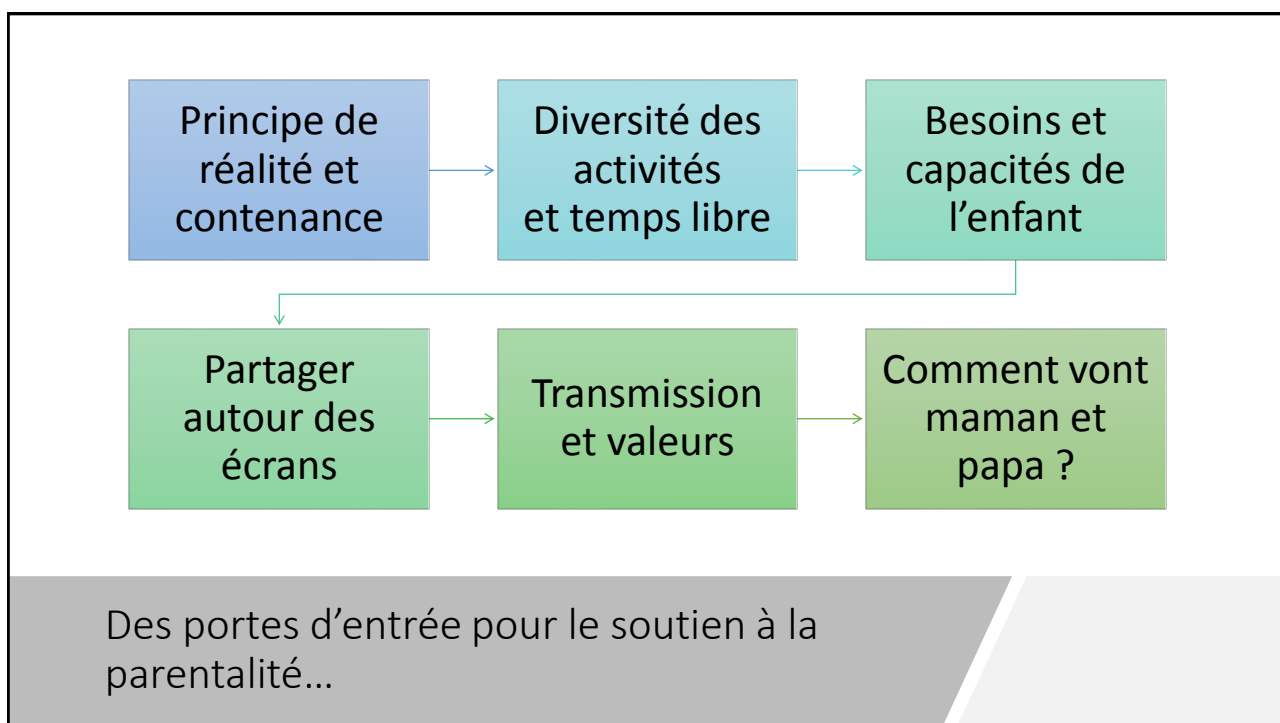 Principe de
réalité et
contenance
Diversité des
activités
et temps libre
Besoins et
capacités de
l’enfant
Partager
autour des
écrans
Transmission
et valeurs
Comment vont
maman et
papa ?
Des portes d’entrée pour le soutien à la
parentalité…